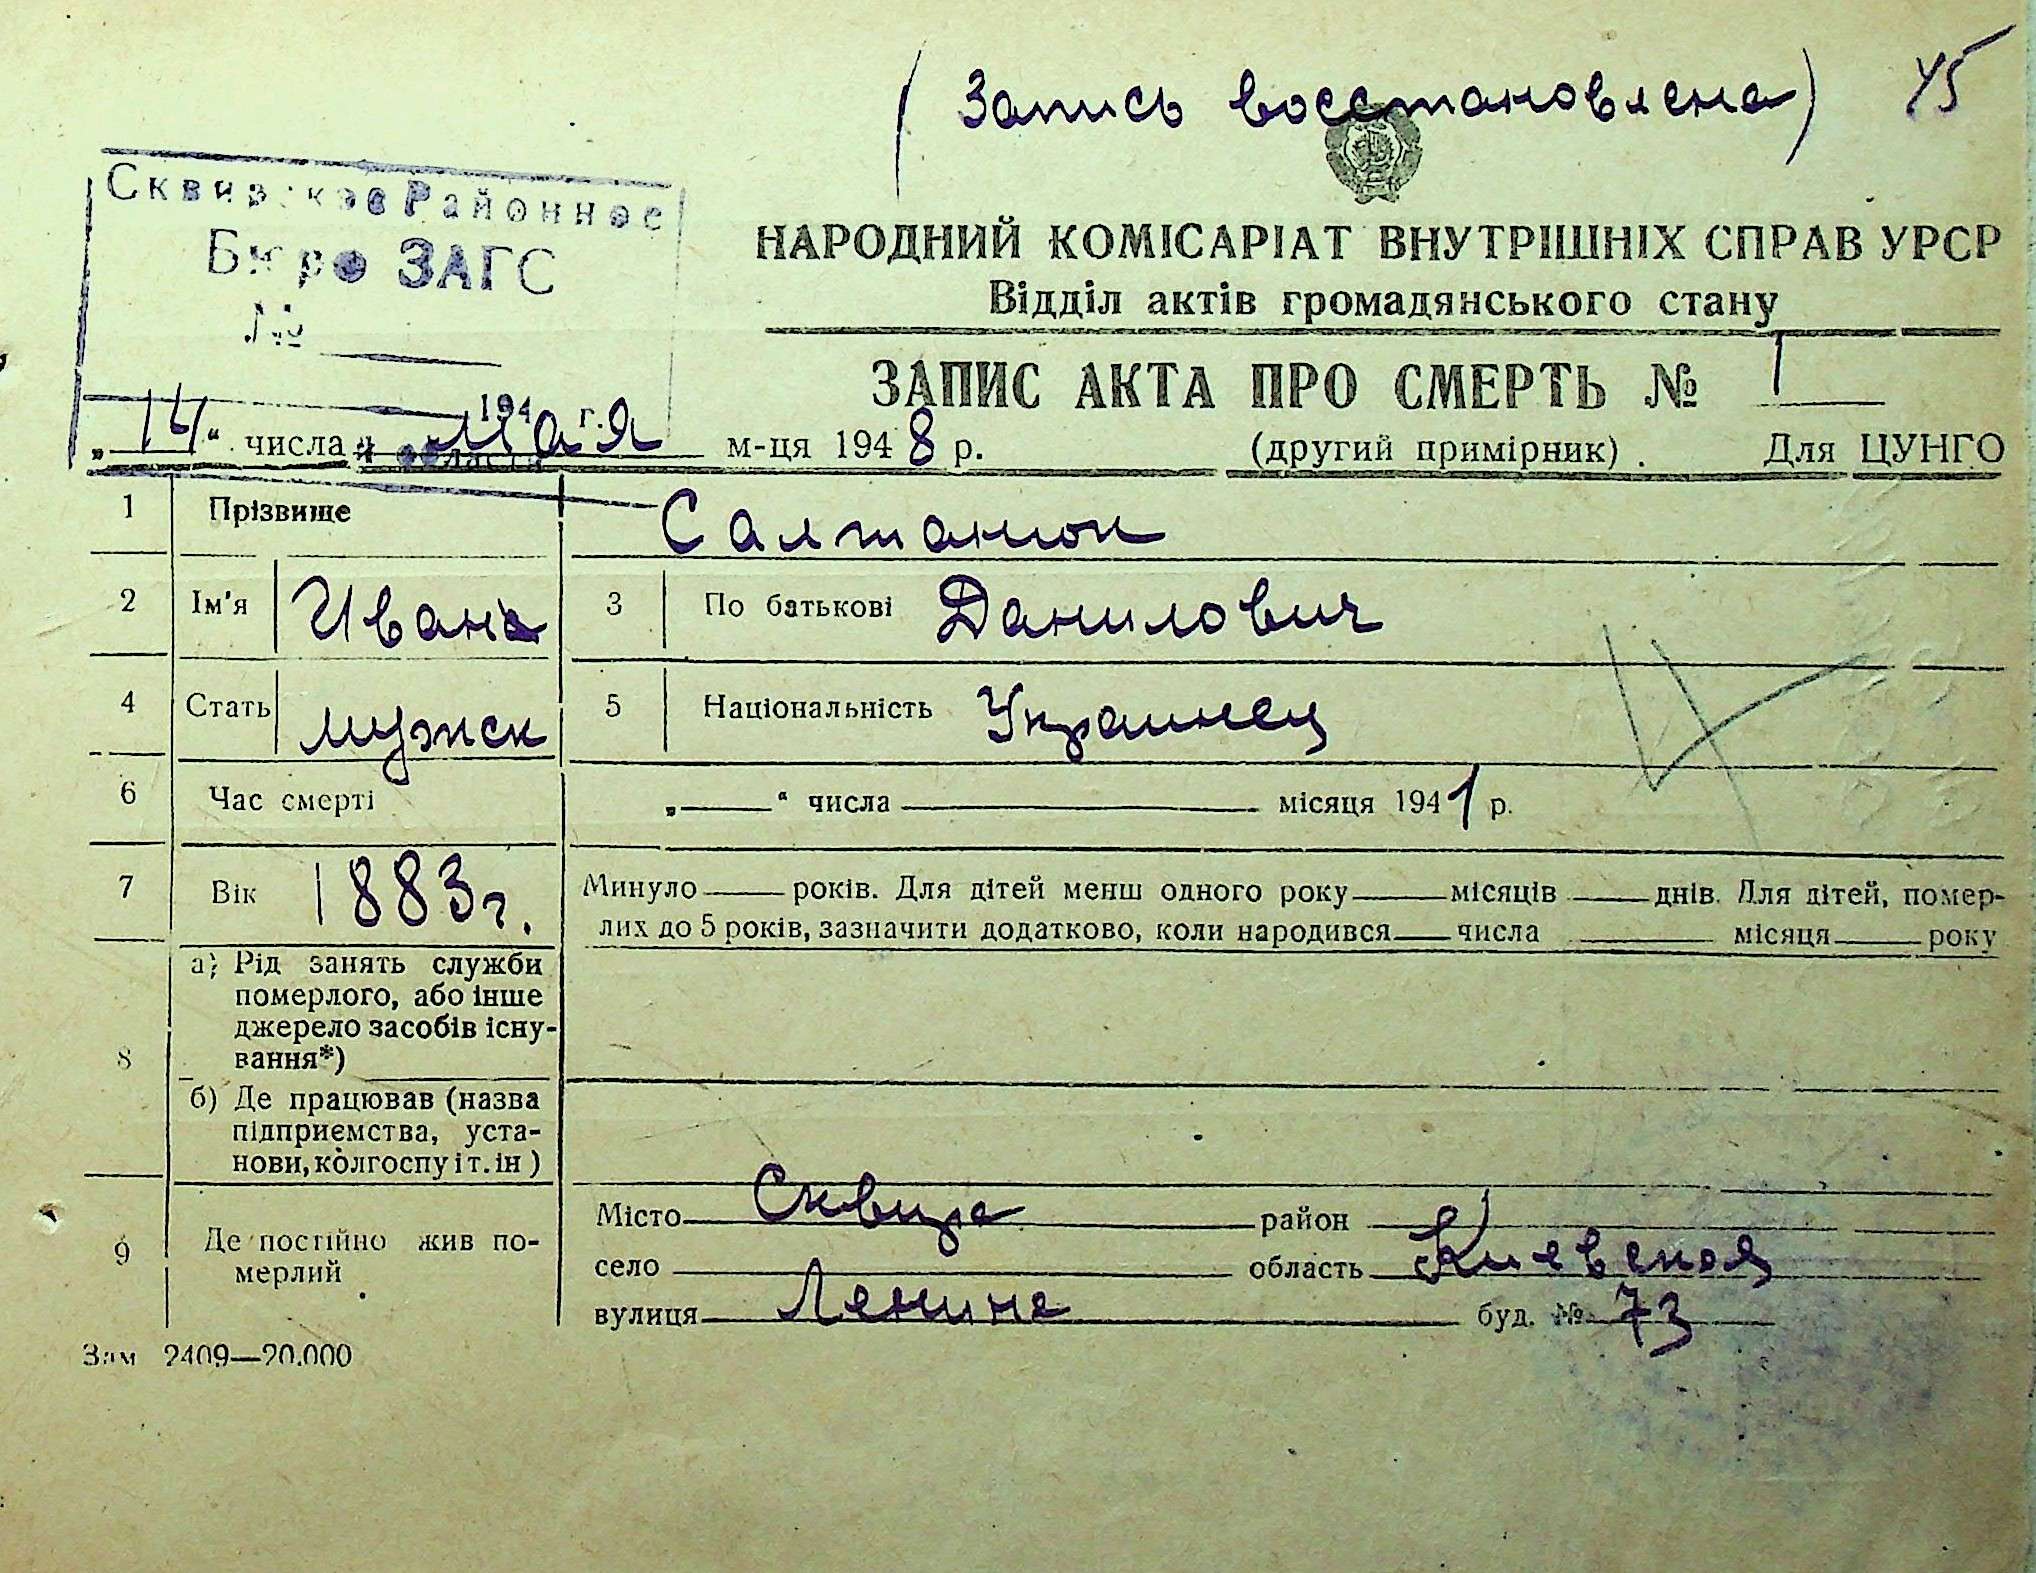 (Запись восстановлена) 45
Сквирское Районное
Бюро ЗАГС
№
194 г.
НАРОДНИЙ КОМІСАРІАТ ВНУТРІШНІХ СПРАВ УРСР
Відділ актів громадянського стану
ЗАПИС АКТА ПРО СМЕРТЬ № 1
„14“ числа мая м-ця 1948 р. (другий примірник). Для ЦУНГО
1 Прізвище Салтанюк
2 Ім'я Иван 3 По батькові Данилович
4 Стать мужск 5 Національність Украинец
6 Час смерті „ “ числа місяця 1941 р.
7 Вік 1883г. Минуло років. Для дітей менш одного року місяців днів. Для дітей, помер-
лих до 5 років, зазначити додатково, коли народився числа місяця року
8 а) Рід занять служби
померлого, або інше
джерело засобів існу-
вання*)
б) Де працював (назва
підприємства, уста-
нови, колгоспу і т. ін)
9 Де постійно жив по-
мерлий
Місто Сквира район
село область Киевская
вулиця Ленина буд. № 73
Зам 2409—20.000